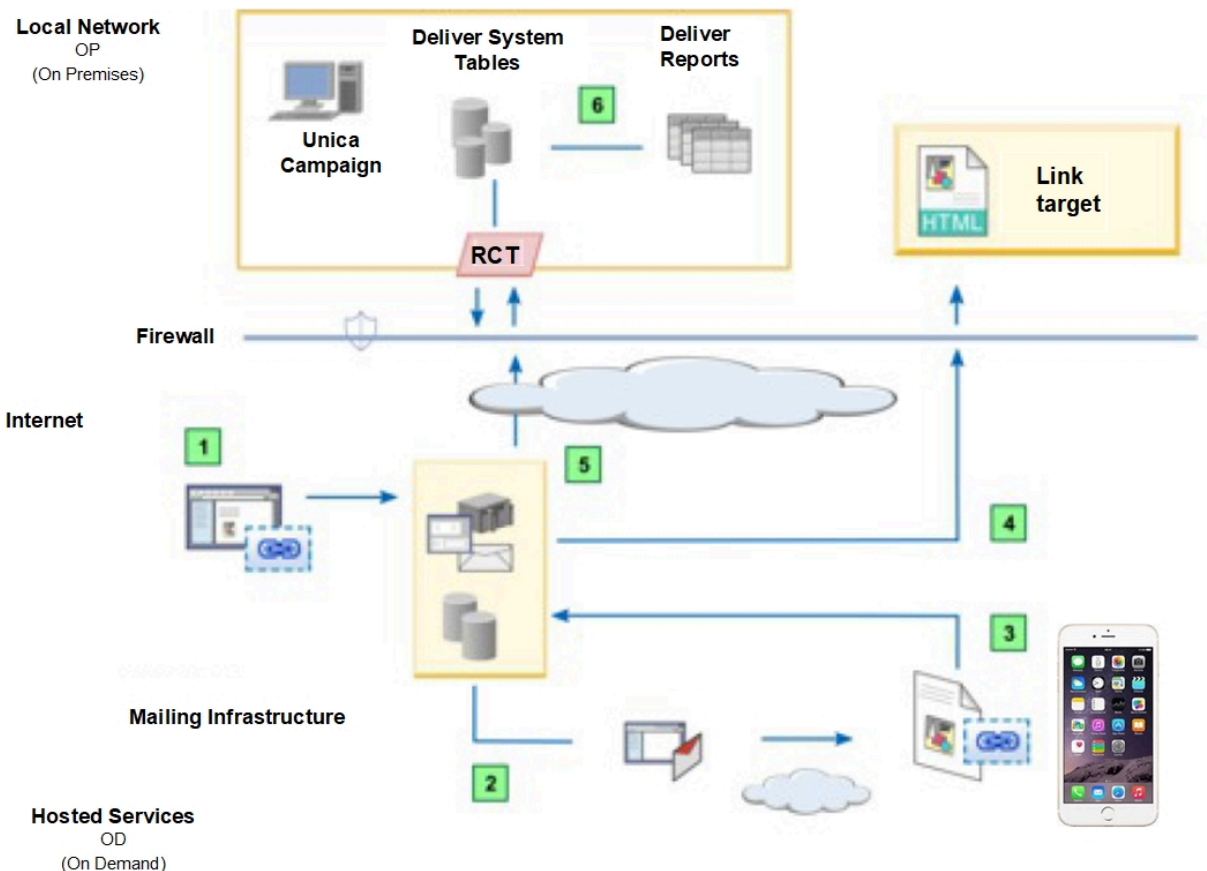 Local Network
OP
(On Premises)
Deliver System
Tables
Deliver
Reports
6
Unica
Campaign
Link
target
HTML
RCT
Firewall
Internet
1
5
4
3
Mailing Infrastructure
2
Hosted Services
OD
(On Demand)